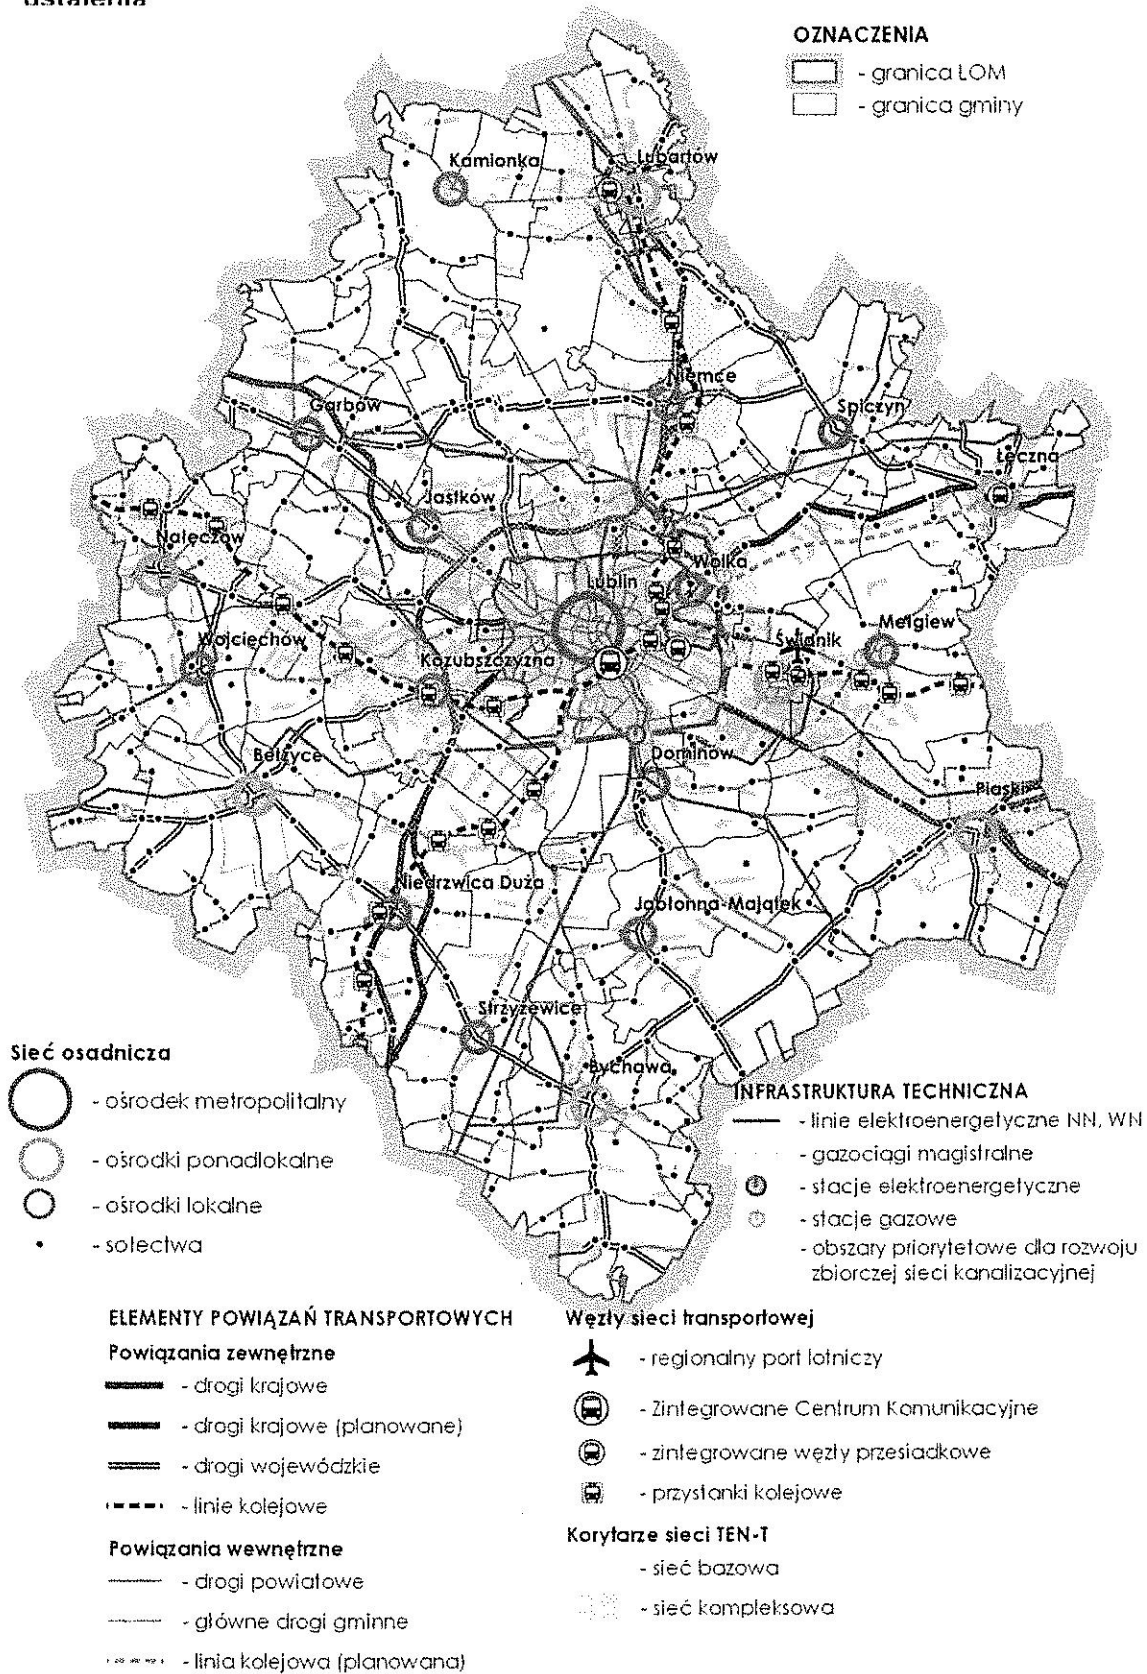 ustalenia
OZNACZENIA
- granica LOM
- granica gminy
Kamionka
Lubartów
Niemce
Garbów
Spiczyn
Łęczna
Jastków
Nałęczów
Wólka
Lublin
Mełgiew
Świdnik
Wojciechów
Kozubszczyzna
Dominów
Bełżyce
Piaski
Niedrzwica Duża
Jabłonna-Majątek
Strzyżewice
Bychawa
Sieć osadnicza
- ośrodek metropolitalny
- ośrodki ponadlokalne
- ośrodki lokalne
- sołectwa
INFRASTRUKTURA TECHNICZNA
- linie elektroenergetyczne NN, WN
- gazociągi magistralne
- stacje elektroenergetyczne
- stacje gazowe
- obszary priorytetowe dla rozwoju
zbiorczej sieci kanalizacyjnej
ELEMENTY POWIĄZAŃ TRANSPORTOWYCH
Powiązania zewnętrzne
- drogi krajowe
- drogi krajowe (planowane)
- drogi wojewódzkie
- linie kolejowe
Powiązania wewnętrzne
- drogi powiatowe
- główne drogi gminne
- linia kolejowa (planowana)
Węzły sieci transportowej
- regionalny port lotniczy
- Zintegrowane Centrum Komunikacyjne
- zintegrowane węzły przesiadkowe
- przystanki kolejowe
Korytarze sieci TEN-T
- sieć bazowa
- sieć kompleksowa